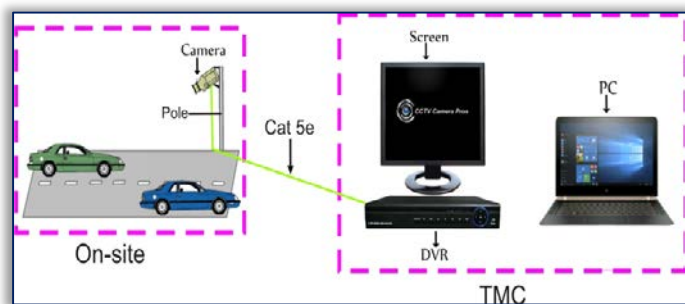 Camera
Pole
Cat 5e
On-site
Screen
CCTV Camera Pros
PC
DVR
TMC